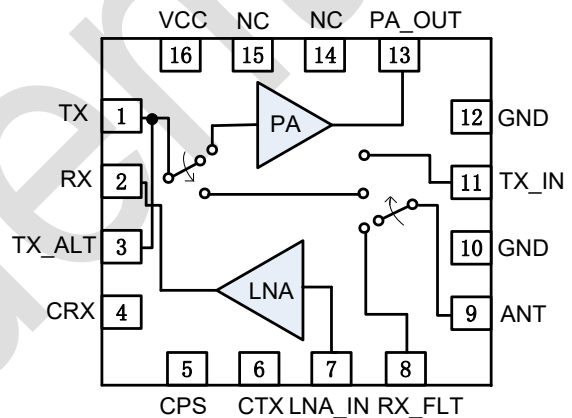 VCC NC NC PA_OUT
16 15 14 13
TX 1 PA 12 GND
RX 2 11 TX_IN
TX_ALT 3 10 GND
LNA
CRX 4 9 ANT
5 6 7 8
CPS CTX LNA_IN RX_FLT